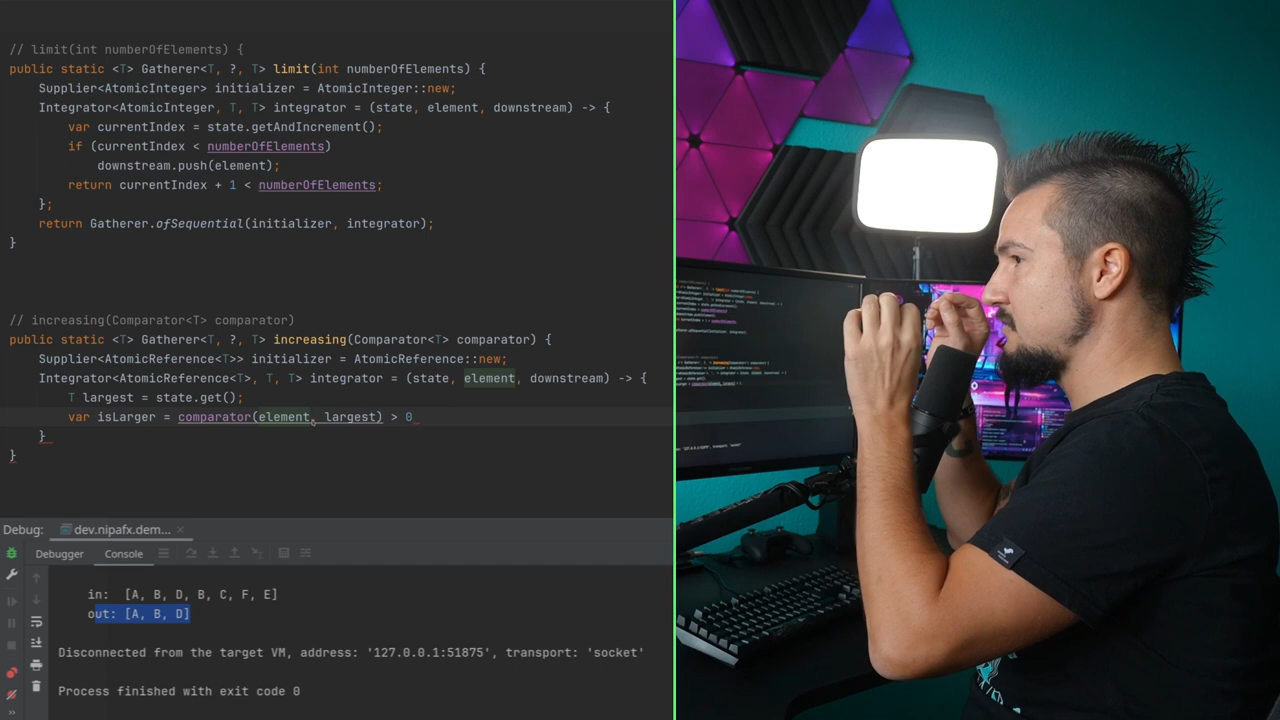 // limit(int numberOfElements) {
public static <T> Gatherer<T, ?, T> limit(int numberOfElements) {
Supplier<AtomicInteger> initializer = AtomicInteger::new;
Integrator<AtomicInteger, T, T> integrator = (state, element, downstream) -> {
var currentIndex = state.getAndIncrement();
if (currentIndex < numberOfElements)
downstream.push(element);
return currentIndex + 1 < numberOfElements;
};
return Gatherer.ofSequential(initializer, integrator);
}
// increasing(Comparator<T> comparator)
public static <T> Gatherer<T, ?, T> increasing(Comparator<T> comparator) {
Supplier<AtomicReference<T>> initializer = AtomicReference::new;
Integrator<AtomicReference<T>, T, T> integrator = (state, element, downstream) -> {
T largest = state.get();
var isLarger = comparator(element, largest) > 0
}
}
Debug: dev.nipafx.dem...
Debugger Console
in: [A, B, D, B, C, F, E]
out: [A, B, D]
Disconnected from the target VM, address: '127.0.0.1:51875', transport: 'socket'
Process finished with exit code 0